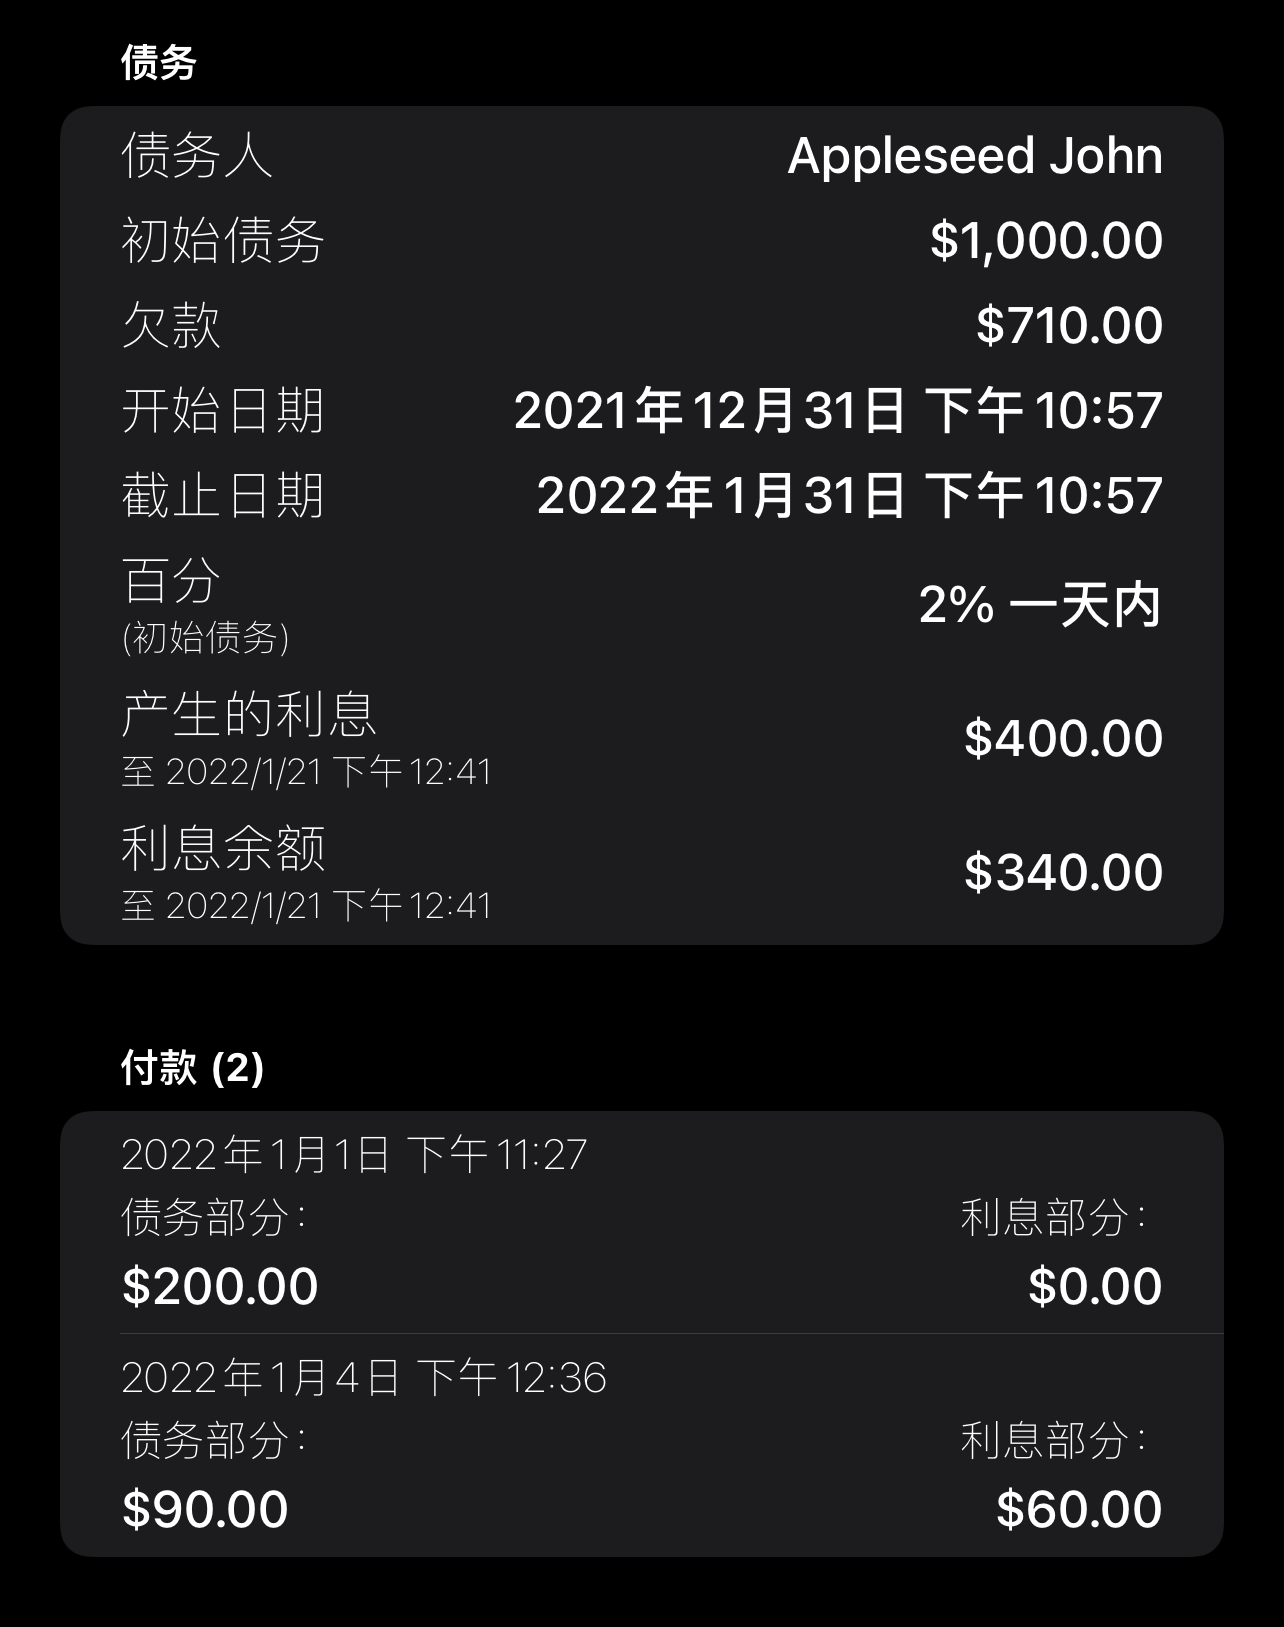 债务
债务人 Appleseed John
初始债务 $1,000.00
欠款 $710.00
开始日期 2021年12月31日 下午10:57
截止日期 2022年1月31日 下午10:57
百分
(初始债务) 2% 一天内
产生的利息
至 2022/1/21 下午12:41 $400.00
利息余额
至 2022/1/21 下午12:41 $340.00
付款 (2)
2022年1月1日 下午11:27
债务部分: 利息部分:
$200.00 $0.00
2022年1月4日 下午12:36
债务部分: 利息部分:
$90.00 $60.00